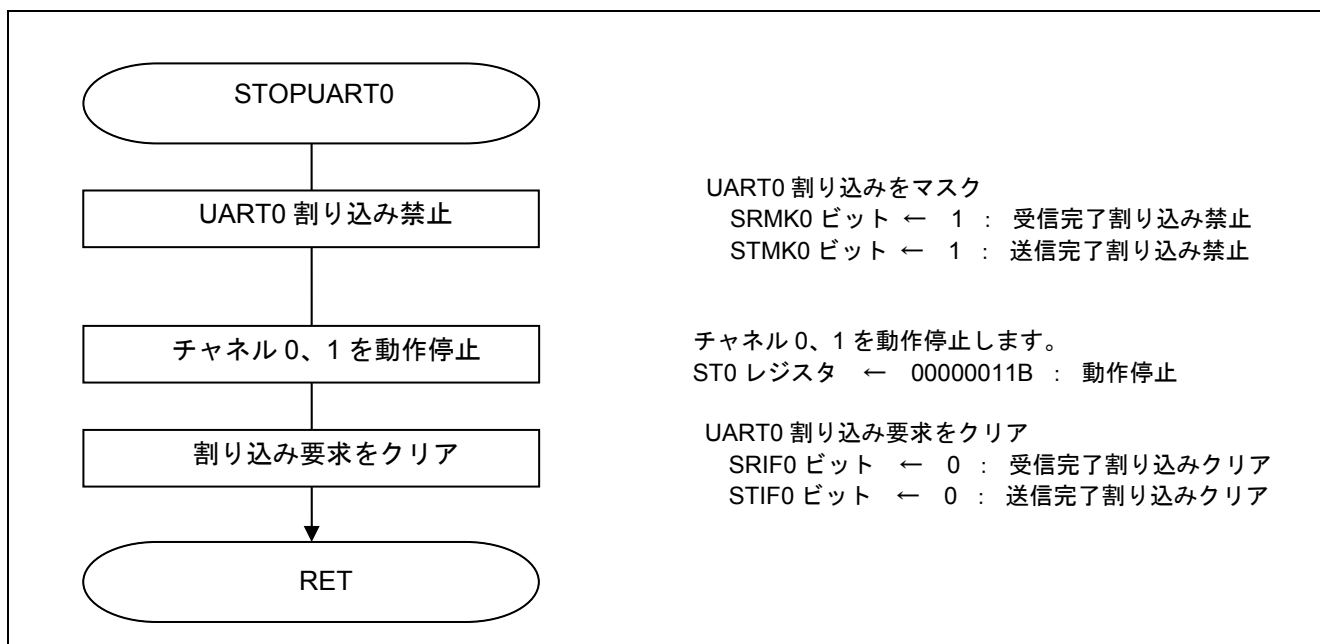 STOPUART0
UART0 割り込み禁止
UART0 割り込みをマスク
SRMK0 ビット ← 1 : 受信完了割り込み禁止
STMK0 ビット ← 1 : 送信完了割り込み禁止
チャネル 0、1 を動作停止
チャネル 0、1 を動作停止します。
ST0 レジスタ ← 00000011B : 動作停止
割り込み要求をクリア
UART0 割り込み要求をクリア
SRIF0 ビット ← 0 : 受信完了割り込みクリア
STIF0 ビット ← 0 : 送信完了割り込みクリア
RET